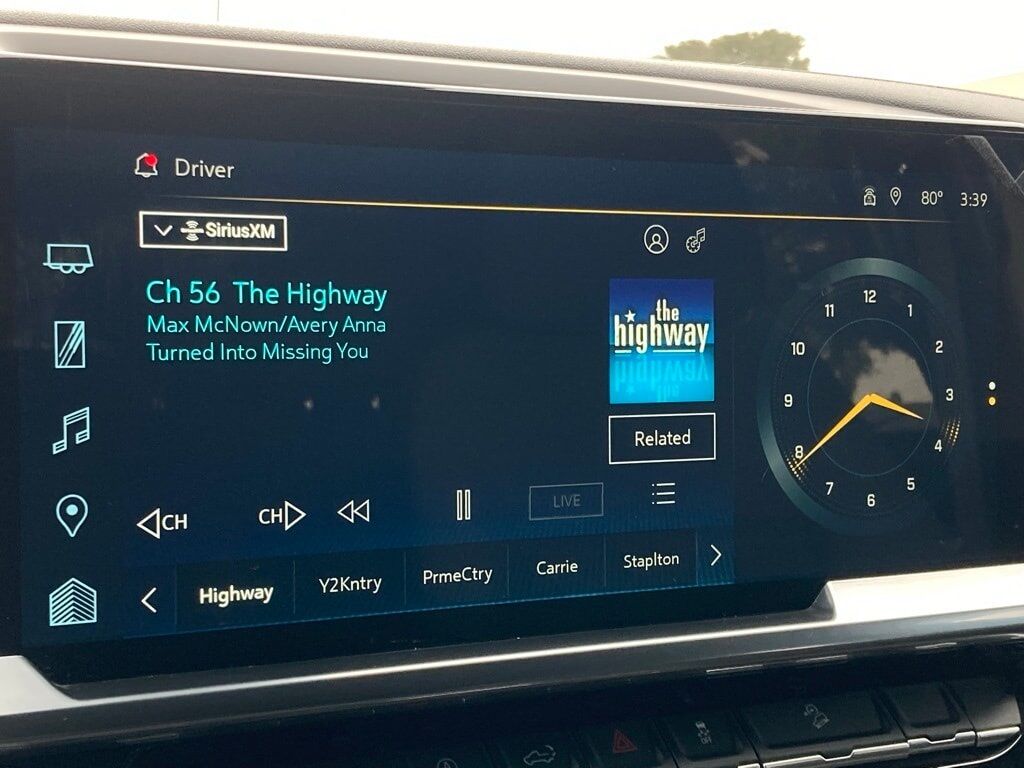 Driver
80° 3:39
SiriusXM
Ch 56 The Highway
Max McNown/Avery Anna
Turned Into Missing You
the
highway
Related
12
1
2
3
4
5
6
7
8
9
10
11
CH
CH
LIVE
Highway
Y2Kntry
PrmeCtry
Carrie
Staplton